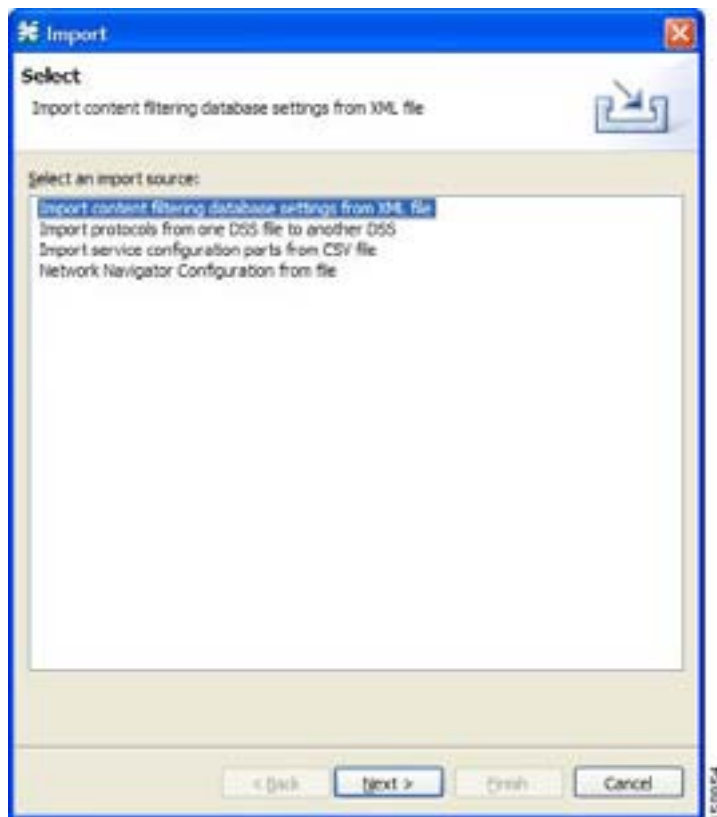 Import
Select
Import content filtering database settings from XML file
Select an import source:
Import content filtering database settings from XML file
Import protocols from one DSS file to another DSS
Import service configuration parts from CSV file
Network Navigator Configuration from file
< Back
Next >
Finish
Cancel